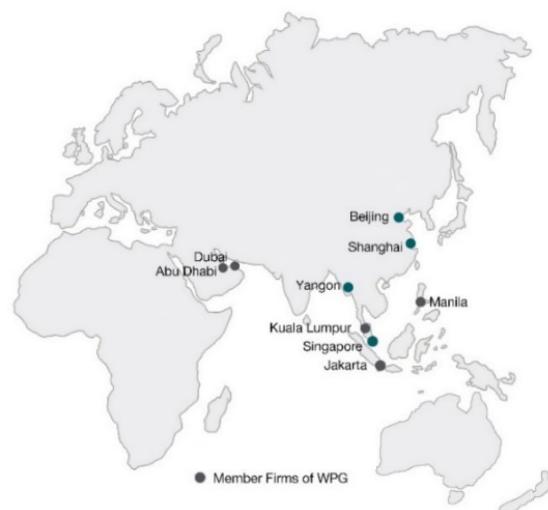 Beijing
Shanghai
Dubai
Abu Dhabi
Yangon
Manila
Kuala Lumpur
Singapore
Jakarta
Member Firms of WPG